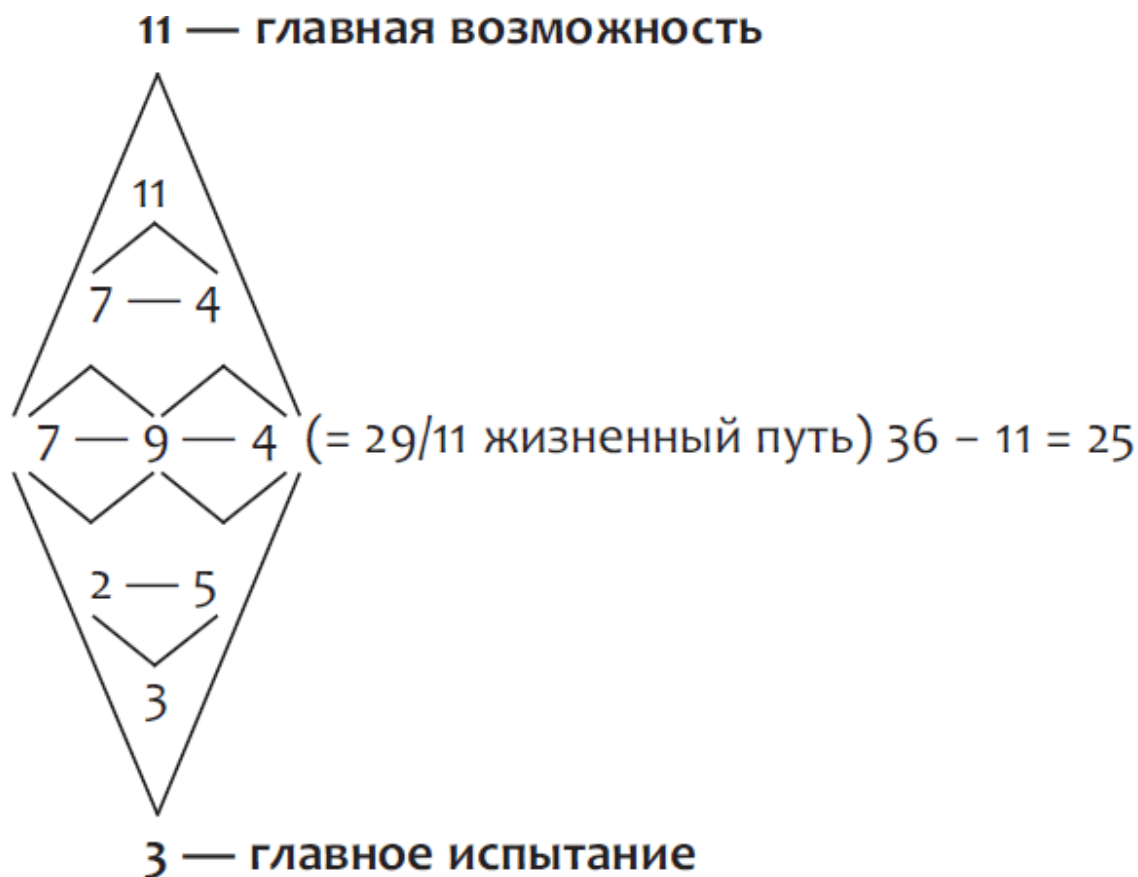 11 — главная возможность
11
7 — 4
7 — 9 — 4 (= 29/11 жизненный путь) 36 – 11 = 25
2 — 5
3
3 — главное испытание